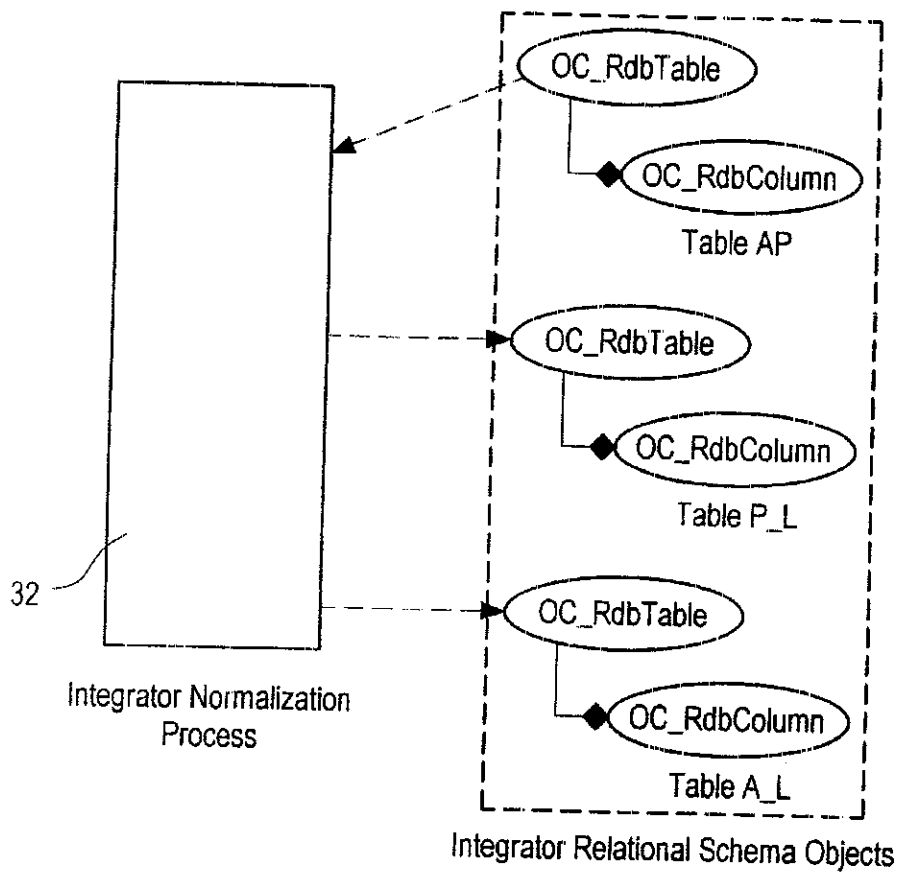 OC_RdbTable
OC_RdbColumn
Table AP
OC_RdbTable
OC_RdbColumn
Table P_L
32
OC_RdbTable
OC_RdbColumn
Table A_L
Integrator Normalization
Process
Integrator Relational Schema Objects